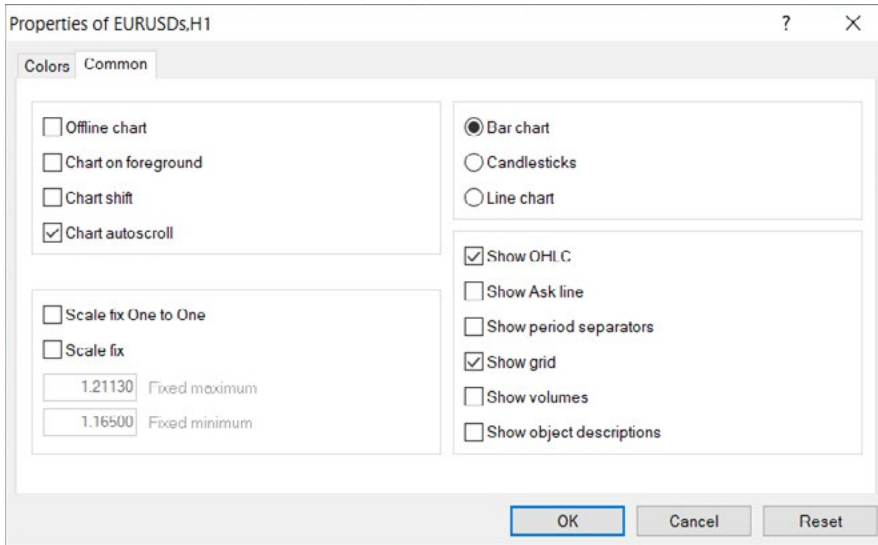 Properties of EURUSDs,H1
?
Colors
Common
Offline chart
Chart on foreground
Chart shift
Chart autoscroll
Scale fix One to One
Scale fix
1.21130 Fixed maximum
1.16500 Fixed minimum
Bar chart
Candlesticks
Line chart
Show OHLC
Show Ask line
Show period separators
Show grid
Show volumes
Show object descriptions
OK
Cancel
Reset